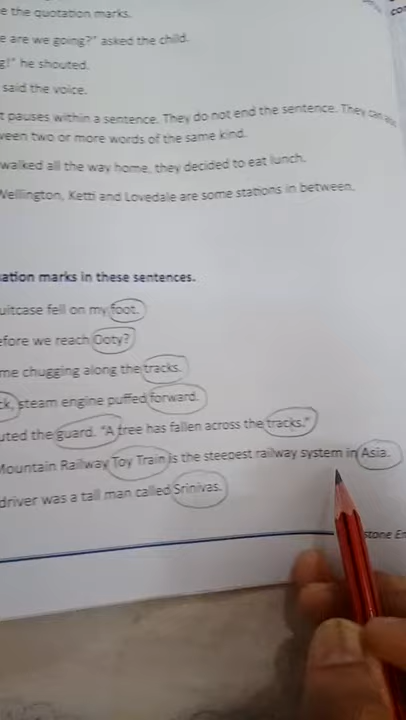 e the quotation marks.
e are we going?" asked the child.
g!" he shouted.
said the voice.
t pauses within a sentence. They do not end the sentence. They can
ween two or more words of the same kind.
walked all the way home, they decided to eat lunch.
Wellington, Ketti and Lovedale are some stations in between.
uation marks in these sentences.
uitcase fell on my foot.
efore we reach Ooty?
me chugging along the tracks.
ck, steam engine puffed forward.
uted the guard. "A tree has fallen across the tracks."
Mountain Railway Toy Train is the steepest railway system in Asia.
driver was a tall man called Srinivas.
stone En